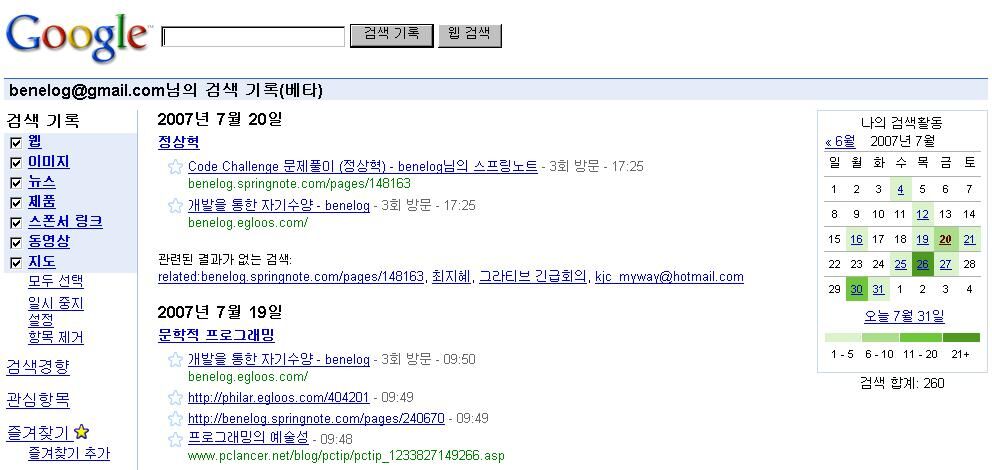 Google™
검색 기록 웹 검색
benelog@gmail.com님의 검색 기록(베타)
검색 기록
웹
이미지
뉴스
제품
스폰서 링크
동영상
지도
모두 선택
일시 중지
설정
항목 제거
검색경향
관심항목
즐겨찾기
즐겨찾기 추가
2007년 7월 20일
정상혁
Code Challenge 문제풀이 (정상혁) - benelog님의 스프링노트 - 3회 방문 - 17:25
benelog.springnote.com/pages/148163
개발을 통한 자기수양 - benelog - 3회 방문 - 17:25
benelog.egloos.com/
관련된 결과가 없는 검색:
related:benelog.springnote.com/pages/148163, 최지혜, 그라티브 긴급회의, kjc_myway@hotmail.com
2007년 7월 19일
문학적 프로그래밍
개발을 통한 자기수양 - benelog - 3회 방문 - 09:50
benelog.egloos.com/
http://philar.egloos.com/404201 - 09:49
http://benelog.springnote.com/pages/240670 - 09:49
프로그래밍의 예술성 - 09:48
www.pclancer.net/blog/pctip/pctip_1233827149266.asp
나의 검색활동
« 6월 2007년 7월
일 월 화 수 목 금 토
1 2 3 4 5 6 7
8 9 10 11 12 13 14
15 16 17 18 19 20 21
22 23 24 25 26 27 28
29 30 31 1 2 3 4
오늘 7월 31일
1 - 5 6 - 10 11 - 20 21+
검색 합계: 260